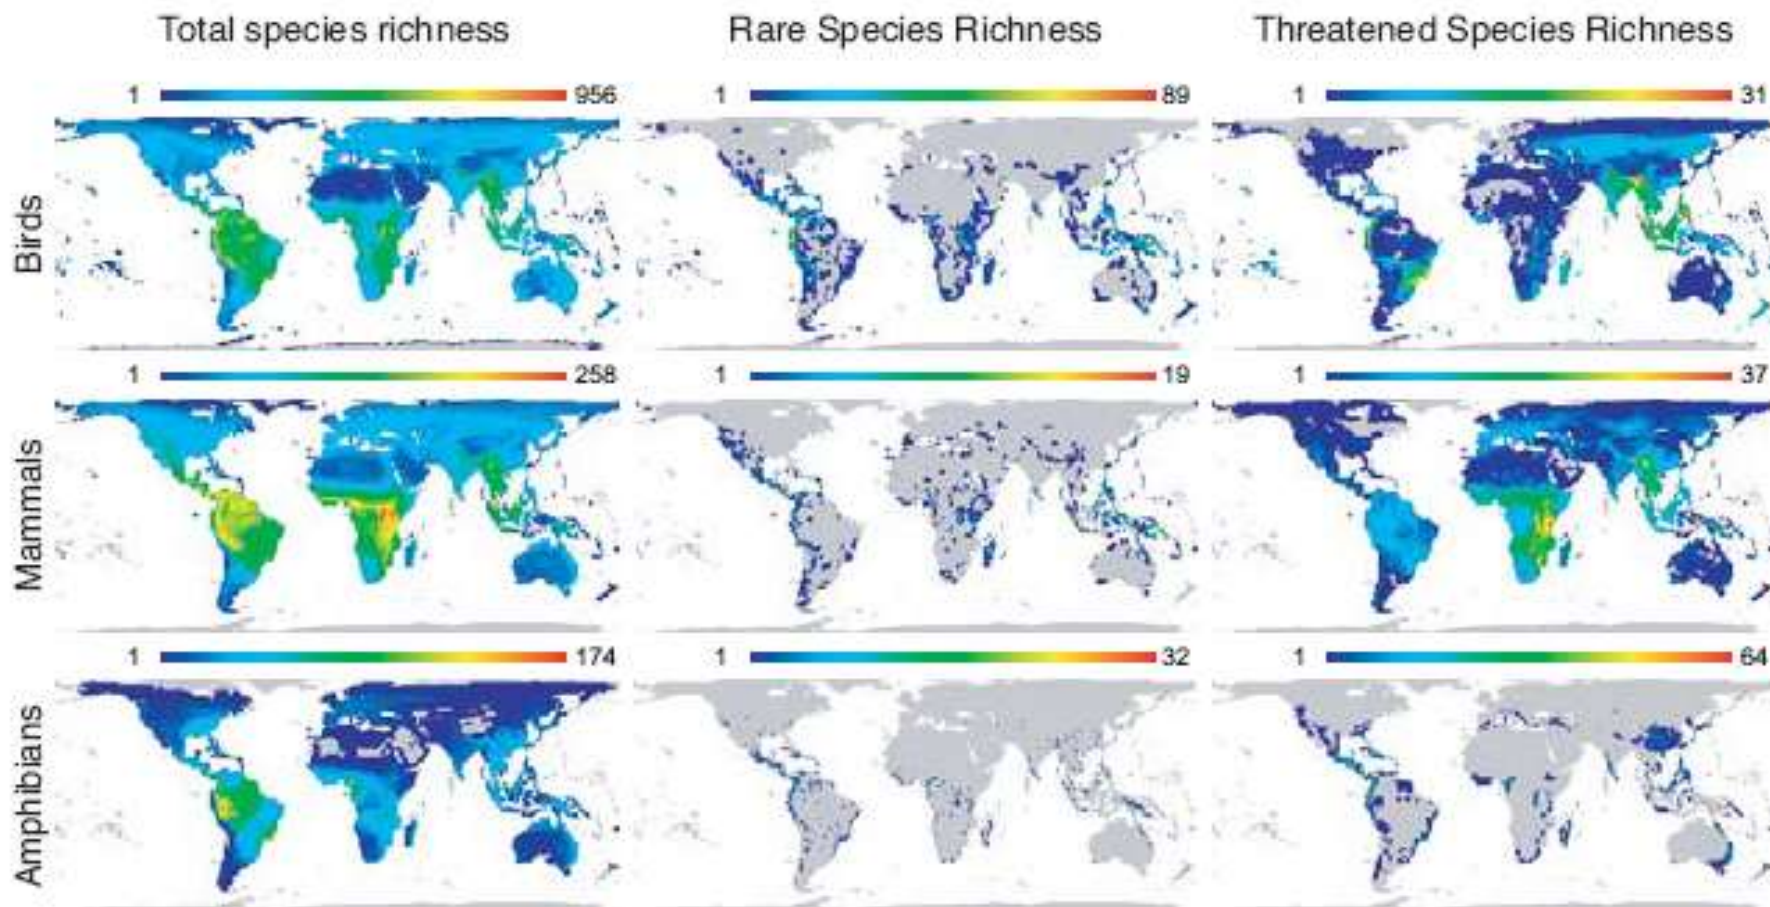 Total species richness
Rare Species Richness
Threatened Species Richness
Birds
1 956
1 89
1 31
Mammals
1 258
1 19
1 37
Amphibians
1 174
1 32
1 64